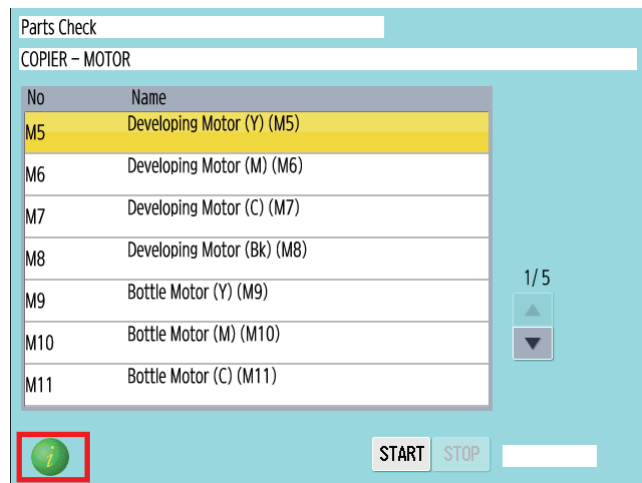 Parts Check
COPIER – MOTOR
No Name
M5 Developing Motor (Y) (M5)
M6 Developing Motor (M) (M6)
M7 Developing Motor (C) (M7)
M8 Developing Motor (Bk) (M8)
M9 Bottle Motor (Y) (M9)
M10 Bottle Motor (M) (M10)
M11 Bottle Motor (C) (M11)
1/ 5
i
START STOP